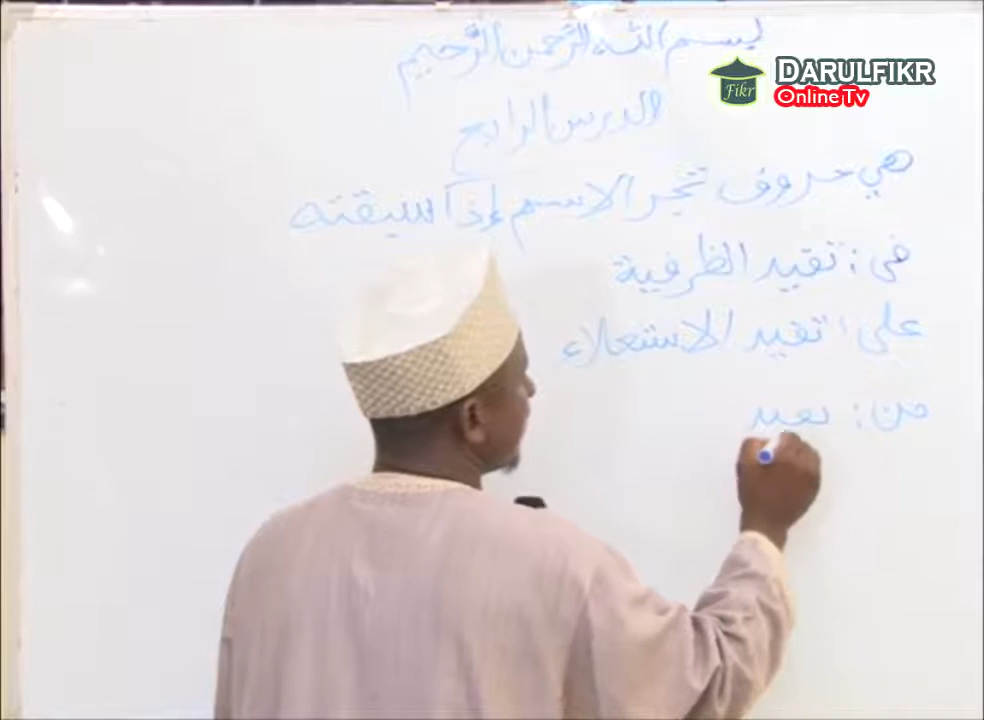 بسم الله الرحمن الرحيم
الدرس الرابع
هي حروف تجر الاسم إذا سبقته
في : تفيد الظرفية
على : تفيد الاستعلاء
من : تفيد
Fikr
DARULFIKR
Online Tv